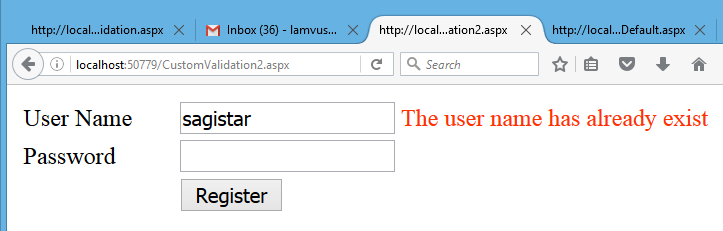 http://local...idation.aspx
Inbox (36) - lamvus...
http://local...ation2.aspx
http://local...Default.aspx
localhost:50779/CustomValidation2.aspx
Search
User Name sagistar The user name has already exist
Password
Register